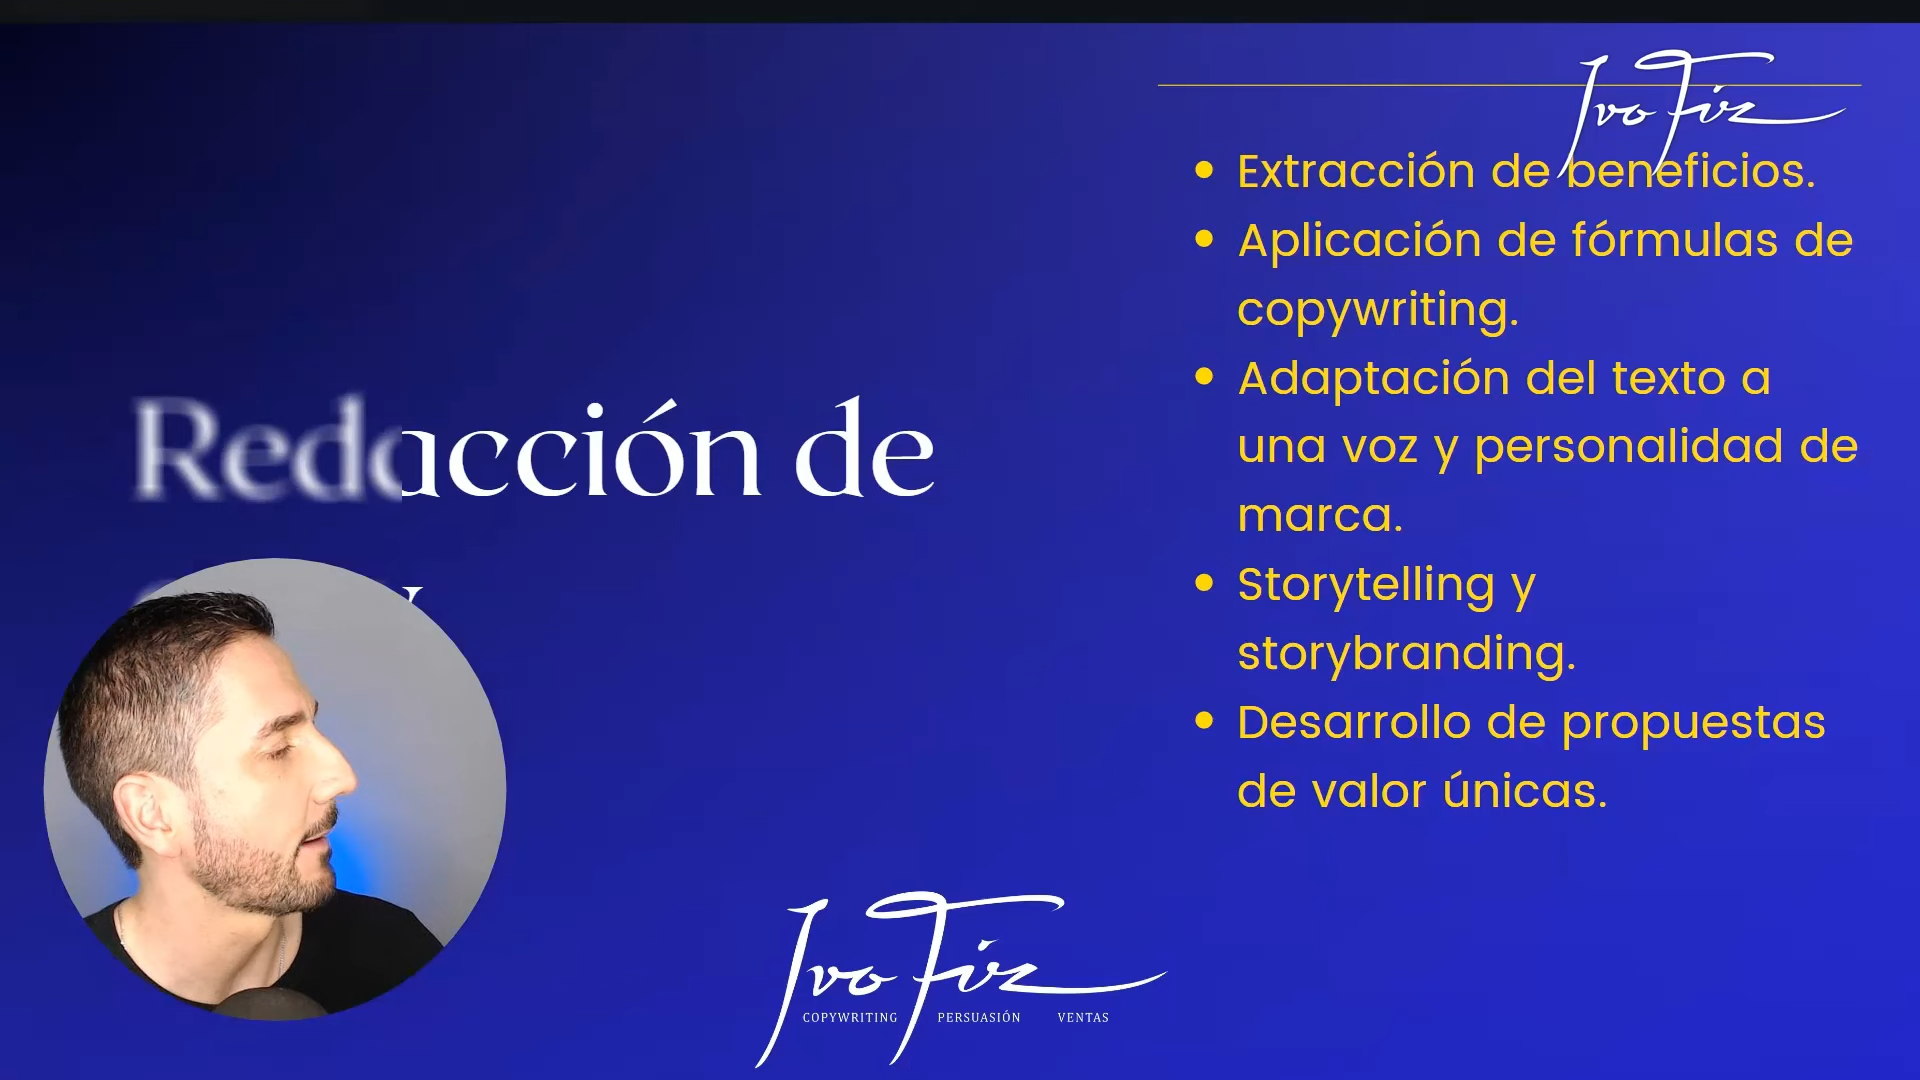 Ivo Fiz
Extracción de beneficios.
Aplicación de fórmulas de
copywriting.
Adaptación del texto a
una voz y personalidad de
marca.
Storytelling y
storybranding.
Desarrollo de propuestas
de valor únicas.
Redacción de
Ivo Fiz
COPYWRITING PERSUASIÓN VENTAS